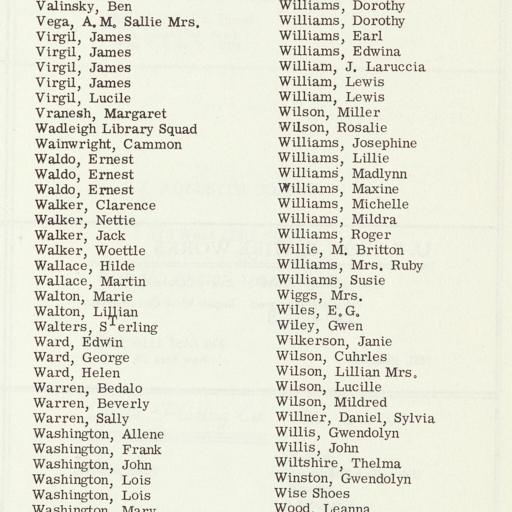 Valinsky, Ben
Vega, A.M. Sallie Mrs.
Virgil, James
Virgil, James
Virgil, James
Virgil, James
Virgil, Lucile
Vranesh, Margaret
Wadleigh Library Squad
Wainwright, Cammon
Waldo, Ernest
Waldo, Ernest
Waldo, Ernest
Walker, Clarence
Walker, Nettie
Walker, Jack
Walker, Woettle
Wallace, Hilde
Wallace, Martin
Walton, Marie
Walton, Lillian
Walters, Sterling
Ward, Edwin
Ward, George
Ward, Helen
Warren, Bedalo
Warren, Beverly
Warren, Sally
Washington, Allene
Washington, Frank
Washington, John
Washington, Lois
Washington, Lois
Washington, Mary
Williams, Dorothy
Williams, Dorothy
Williams, Earl
Williams, Edwina
William, J. Laruccia
William, Lewis
William, Lewis
Wilson, Miller
Wilson, Rosalie
Williams, Josephine
Williams, Lillie
Williams, Madlynn
Williams, Maxine
Williams, Michelle
Williams, Mildra
Williams, Roger
Willie, M. Britton
Williams, Mrs. Ruby
Williams, Susie
Wiggs, Mrs.
Wiles, E.G.
Wiley, Gwen
Wilkerson, Janie
Wilson, Cuhrles
Wilson, Lillian Mrs.
Wilson, Lucille
Wilson, Mildred
Willner, Daniel, Sylvia
Willis, Gwendolyn
Willis, John
Wiltshire, Thelma
Winston, Gwendolyn
Wise Shoes
Wood, Leanna